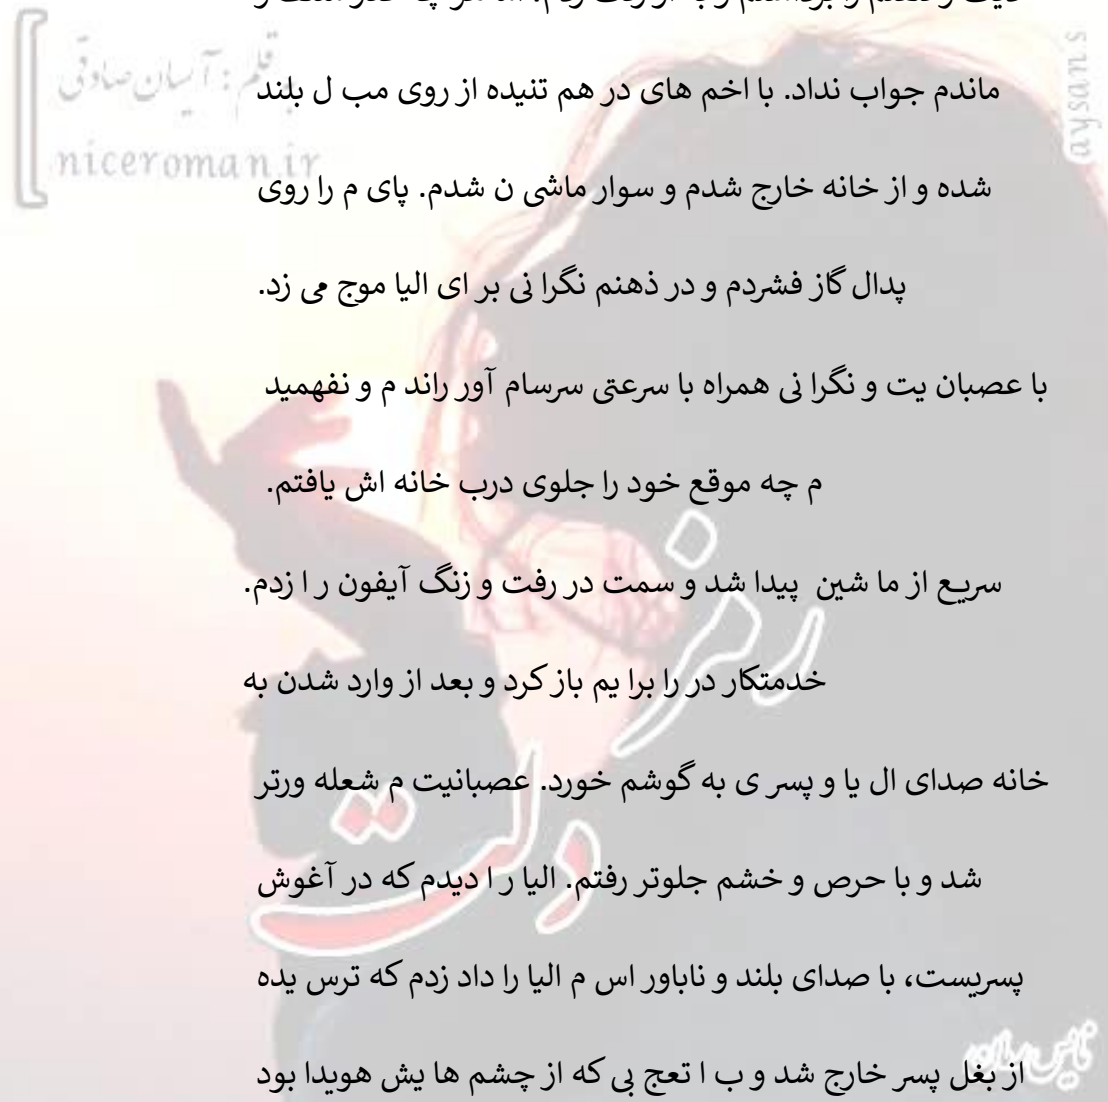 قلم : آیسان صادقی
niceroman.ir
aysan.s
ماندم جواب نداد. با اخم های در هم تنیده از روی مب ل بلند
شده و از خانه خارج شدم و سوار ماشی ن شدم. پای م را روی
پدال گاز فشردم و در ذهنم نگرا نی بر ای الیا موج می زد.
با عصبان یت و نگرا نی همراه با سرعتی سرسام آور راند م و نفهمید
م چه موقع خود را جلوی درب خانه اش یافتم.
سریع از ما شین پیدا شد و سمت در رفت و زنگ آیفون ر ا زدم.
خدمتکار در را برا یم باز کرد و بعد از وارد شدن به
خانه صدای ال یا و پسر ی به گوشم خورد. عصبانیت م شعله ورتر
شد و با حرص و خشم جلوتر رفتم. الیا ر ا دیدم که در آغوش
پسریست، با صدای بلند و ناباور اس م الیا را داد زدم که ترس یده
از بغل پسر خارج شد و ب ا تعج بی که از چشم ها یش هویدا بود
رمز
دلت